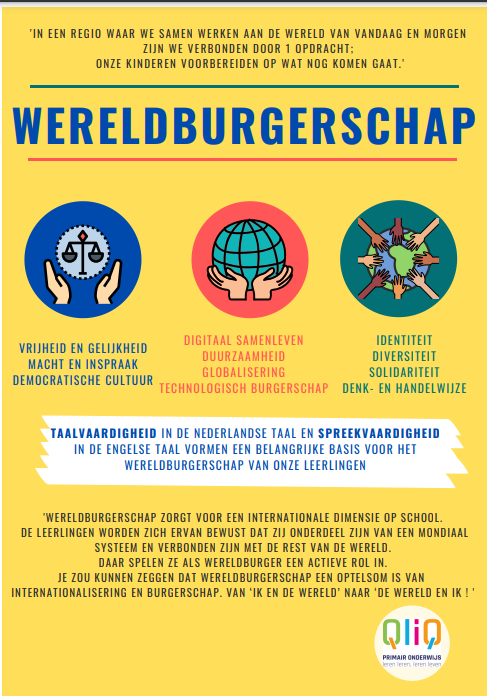 'IN EEN REGIO WAAR WE SAMEN WERKEN AAN DE WERELD VAN VANDAAG EN MORGEN
ZIJN WE VERBONDEN DOOR 1 OPDRACHT;
ONZE KINDEREN VOORBEREIDEN OP WAT NOG KOMEN GAAT.'
WERELDBURGERSCHAP
VRIJHEID EN GELIJKHEID
MACHT EN INSPRAAK
DEMOCRATISCHE CULTUUR
DIGITAAL SAMENLEVEN
DUURZAAMHEID
GLOBALISERING
TECHNOLOGISCH BURGERSCHAP
IDENTITEIT
DIVERSITEIT
SOLIDARITEIT
DENK- EN HANDELWIJZE
TAALVAARDIGHEID IN DE NEDERLANDSE TAAL EN SPREEKVAARDIGHEID
IN DE ENGELSE TAAL VORMEN EEN BELANGRIJKE BASIS VOOR HET
WERELDBURGERSCHAP VAN ONZE LEERLINGEN
'WERELDBURGERSCHAP ZORGT VOOR EEN INTERNATIONALE DIMENSIE OP SCHOOL.
DE LEERLINGEN WORDEN ZICH ERVAN BEWUST DAT ZIJ ONDERDEEL ZIJN VAN EEN MONDIAAL
SYSTEEM EN VERBONDEN ZIJN MET DE REST VAN DE WERELD.
DAAR SPELEN ZE ALS WERELDBURGER EEN ACTIEVE ROL IN.
JE ZOU KUNNEN ZEGGEN DAT WERELDBURGERSCHAP EEN OPTELSOM IS VAN
INTERNATIONALISERING EN BURGERSCHAP. VAN 'IK EN DE WERELD' NAAR 'DE WERELD EN IK ! '
QliQ
PRIMAIR ONDERWIJS
leren leren, leren leven